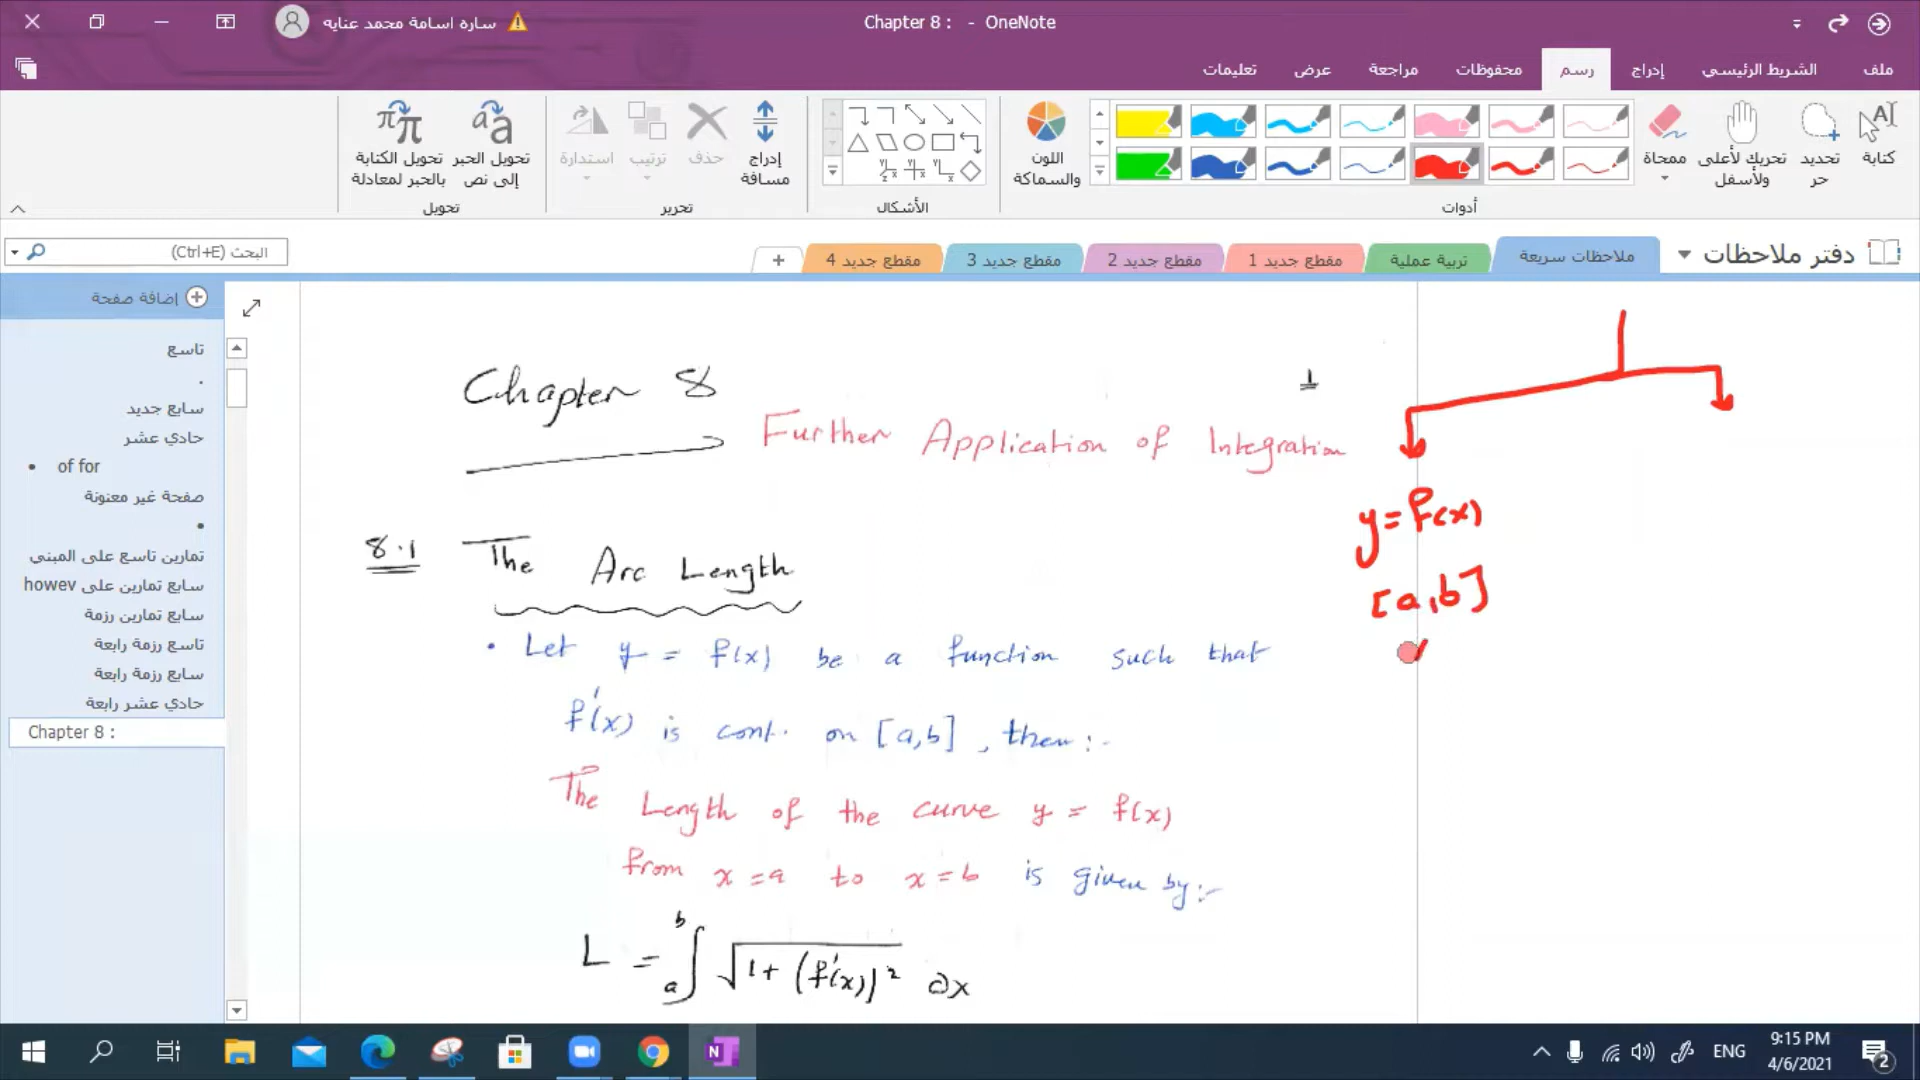 ساره اسامة محمد عنايه
Chapter 8 : - OneNote
ملف
الشريط الرئيسي
إدراج
رسم
محفوظات
مراجعة
عرض
تعليمات
كتابة
تحديد حر
تحريك لأعلى ولأسفل
ممحاة
اللون والسماكة
إدراج مسافة
حذف
ترتيب
استدارة
تحويل الحبر إلى نص
تحويل الكتابة بالحبر لمعادلة
أدوات
الأشكال
تحرير
تحويل
دفتر ملاحظات
ملاحظات سريعة
تربية عملية
مقطع جديد 1
مقطع جديد 2
مقطع جديد 3
مقطع جديد 4
+
البحث (Ctrl+E)
إضافة صفحة
تاسع
.
سابع جديد
حادي عشر
• of for
صفحة غير معنونة
•
تمارين تاسع على المبني
سابع تمارين على howev
سابع تمارين رزمة
تاسع رزمة رابعة
سابع رزمة رابعة
حادي عشر رابعة
Chapter 8 :
Chapter 8
1
Further Application of Integration
8.1 The Arc Length
• Let y = f(x) be a function such that
f'(x) is cont. on [a,b], then:-
The Length of the curve y = f(x)
from x=a to x=b is given by:-
L = a∫b √1+(f'(x))² dx
y=f(x)
[a,b]
ENG
9:15 PM
4/6/2021
2